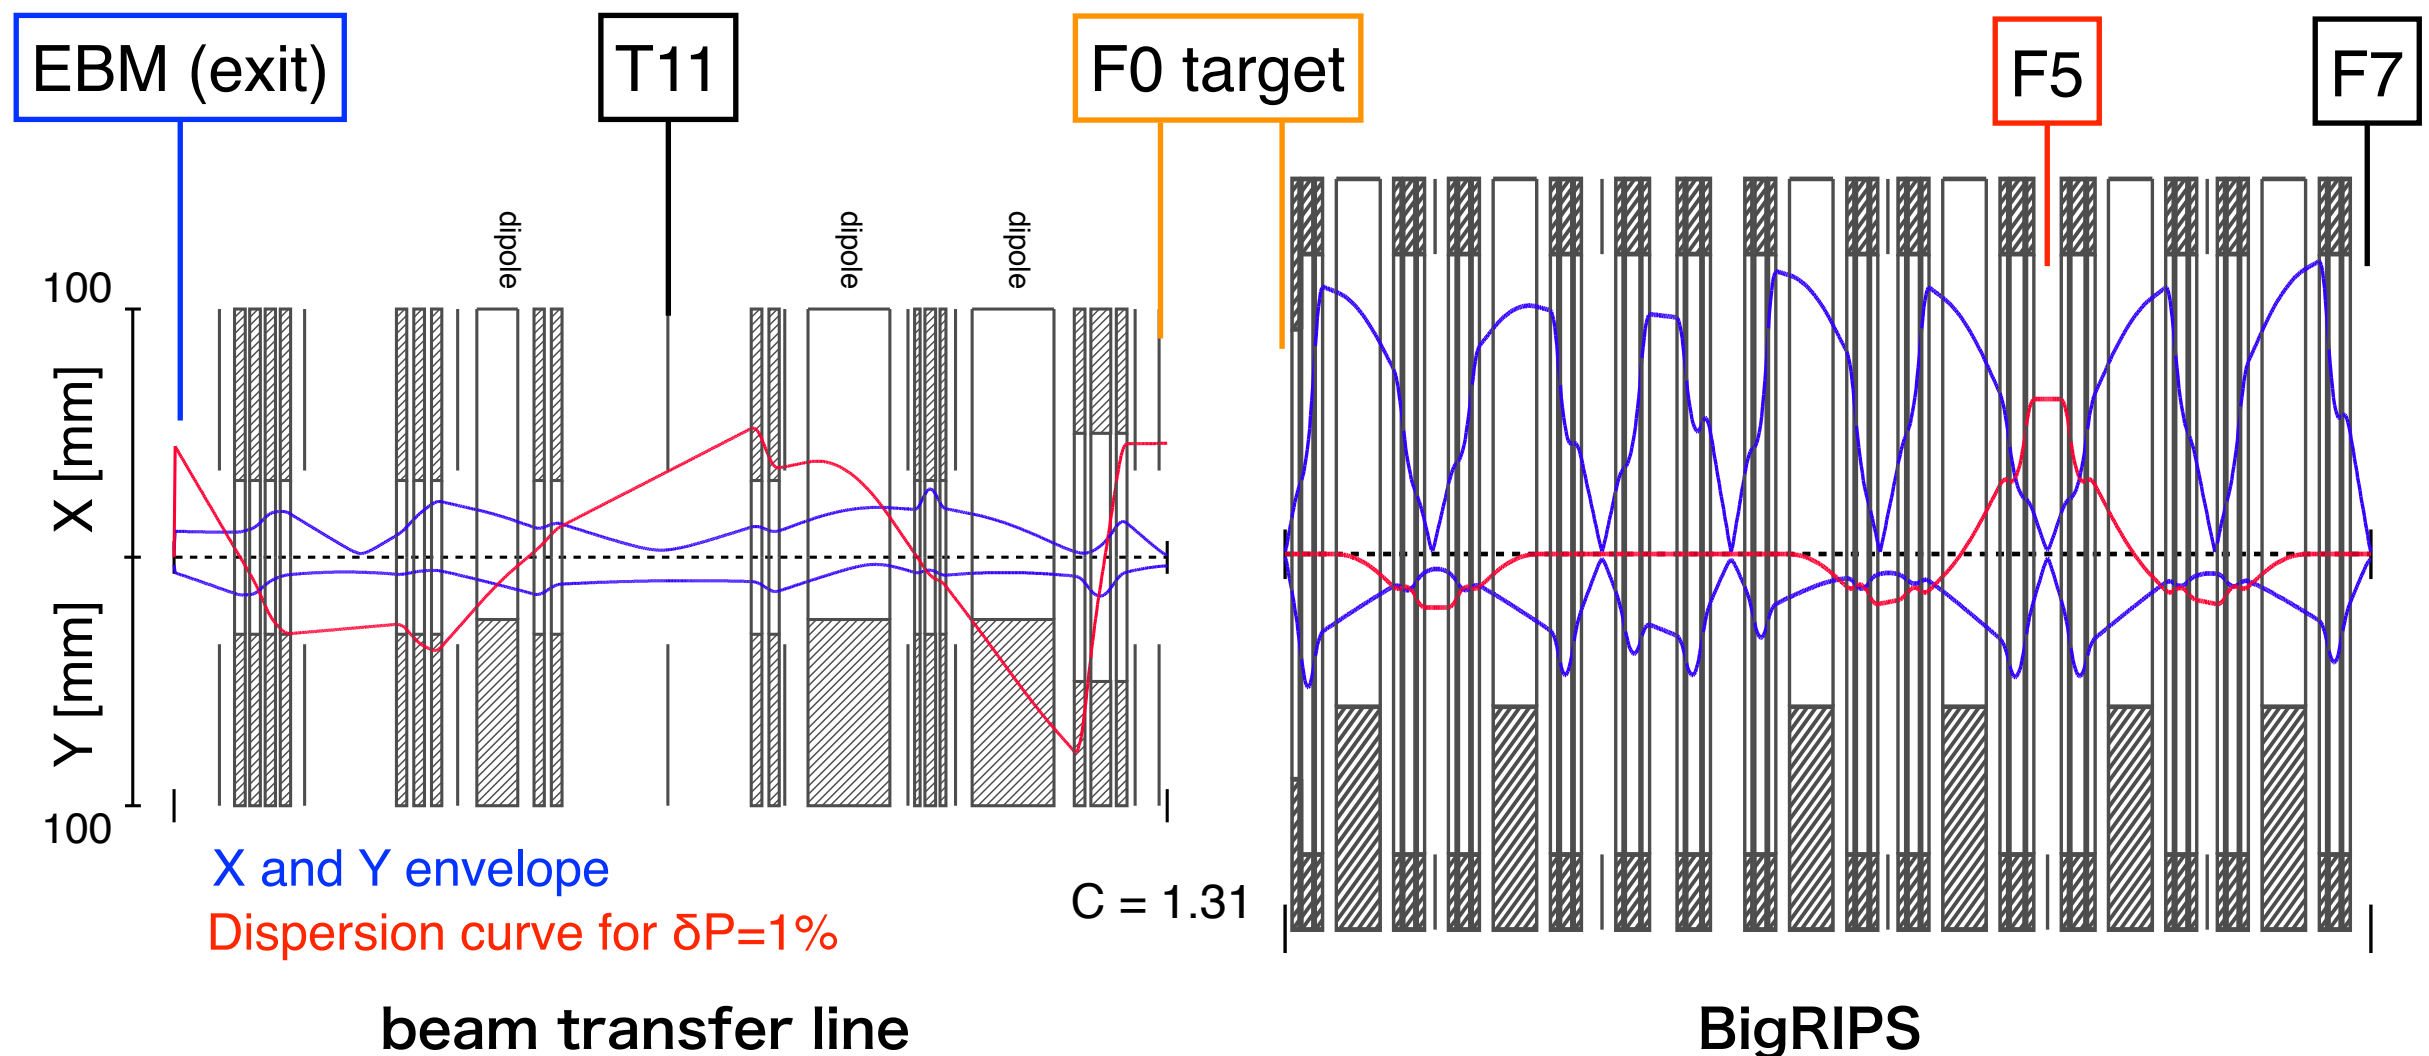 EBM (exit)
T11
F0 target
F5
F7
dipole
dipole
dipole
100
X [mm]
Y [mm]
100
X and Y envelope
Dispersion curve for δP=1%
C = 1.31
beam transfer line
BigRIPS